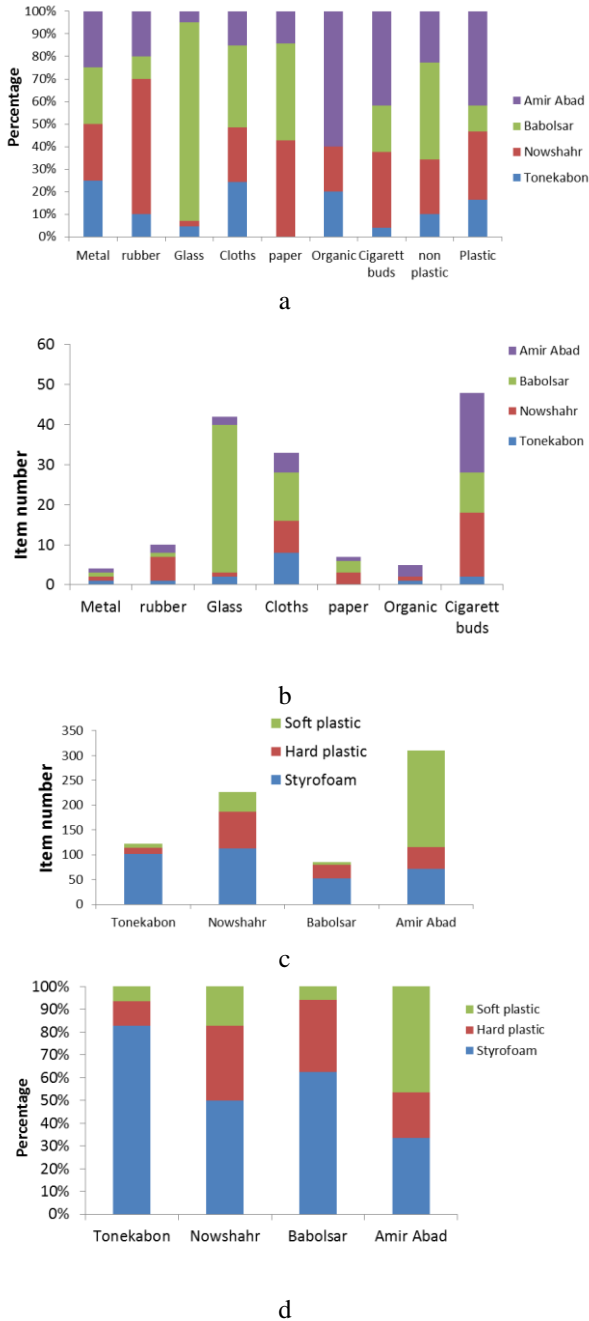 100%
90%
80%
70%
60%
50%
40%
30%
20%
10%
0%
Percentage
Metal rubber Glass Cloths paper Organic Cigarett buds non plastic Plastic
Amir Abad
Babolsar
Nowshahr
Tonekabon
a
60
50
40
30
20
10
0
Item number
Metal rubber Glass Cloths paper Organic Cigarett buds
Amir Abad
Babolsar
Nowshahr
Tonekabon
b
Soft plastic
Hard plastic
Styrofoam
350
300
250
200
150
100
50
0
Item number
Tonekabon Nowshahr Babolsar Amir Abad
c
100%
90%
80%
70%
60%
50%
40%
30%
20%
10%
0%
Percentage
Tonekabon Nowshahr Babolsar Amir Abad
Soft plastic
Hard plastic
Styrofoam
d